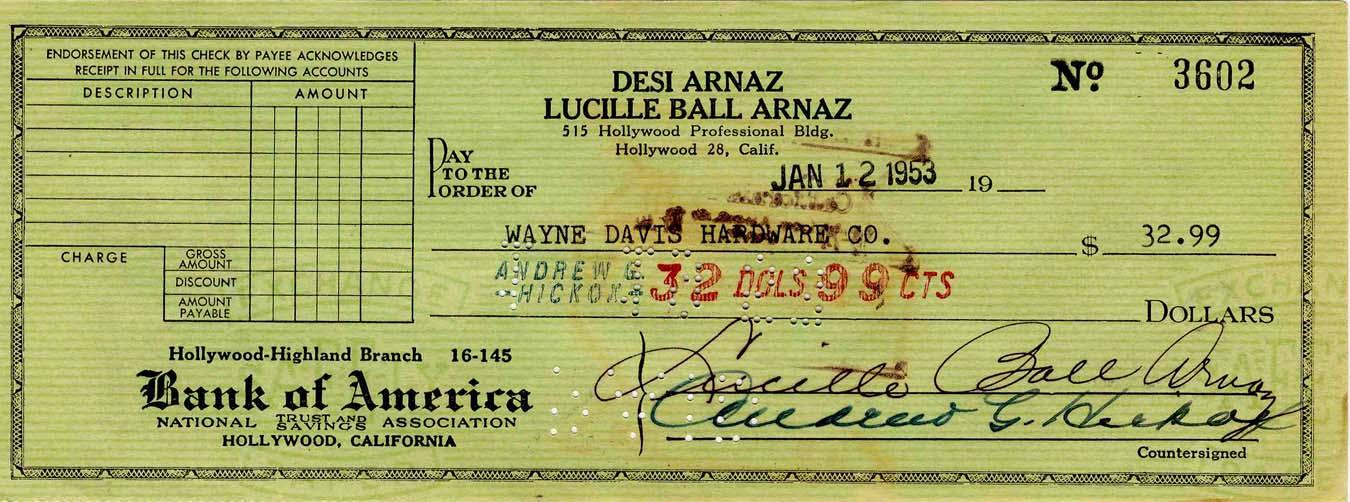 ENDORSEMENT OF THIS CHECK BY PAYEE ACKNOWLEDGES
RECEIPT IN FULL FOR THE FOLLOWING ACCOUNTS
DESCRIPTION AMOUNT
DESI ARNAZ
LUCILLE BALL ARNAZ
515 Hollywood Professional Bldg.
Hollywood 28, Calif.
Nº 3602
PAY
TO THE
ORDER OF
JAN 12 1953 19
WAYNE DAVIS HARDWARE CO. $ 32.99
ANDREW G.
HICKOX
32 DOLS 99 CTS
DOLLARS
CHARGE
GROSS
AMOUNT
DISCOUNT
AMOUNT
PAYABLE
Hollywood-Highland Branch 16-145
Bank of America
NATIONAL TRUST AND SAVINGS ASSOCIATION
HOLLYWOOD, CALIFORNIA
Lucille Ball Arnaz
Andrew G. Hickox
Countersigned